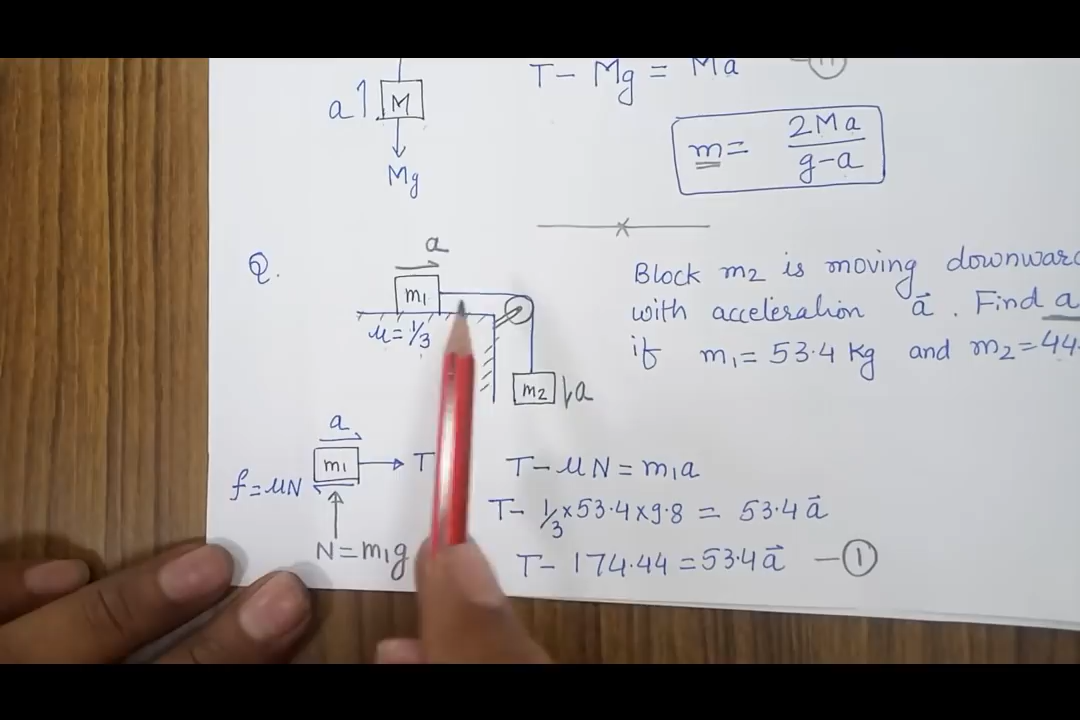 T - Mg = Ma
a↑ M
Mg
m = 2Ma / g-a
Q.
a
m1
μ = 1/3
m2 ↓a
Block m2 is moving downward
with acceleration a⃗. Find a
if m1 = 53.4 Kg and m2 = 44.
a
m1 → T
f = μN
N = m1g
T - μN = m1a
T - 1/3 × 53.4 × 9.8 = 53.4 a⃗
T - 174.44 = 53.4 a⃗ — ①